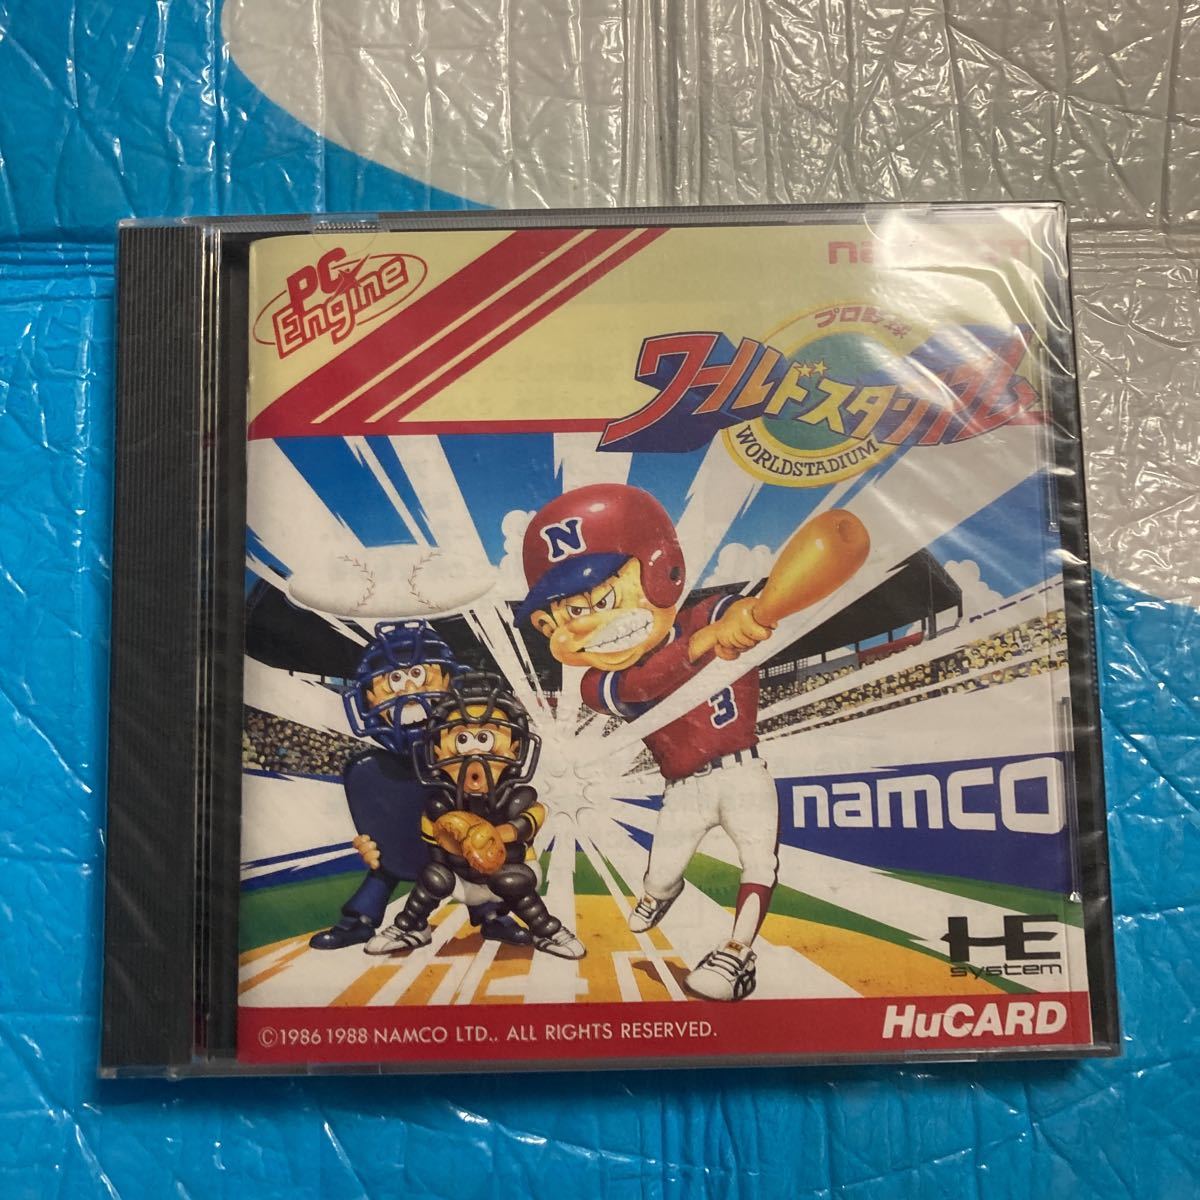 PC
Engine
プロ野球
ワールドスタジアム
WORLDSTADIUM
N
3
namco
HE
system
HuCARD
©1986 1988 NAMCO LTD., ALL RIGHTS RESERVED.